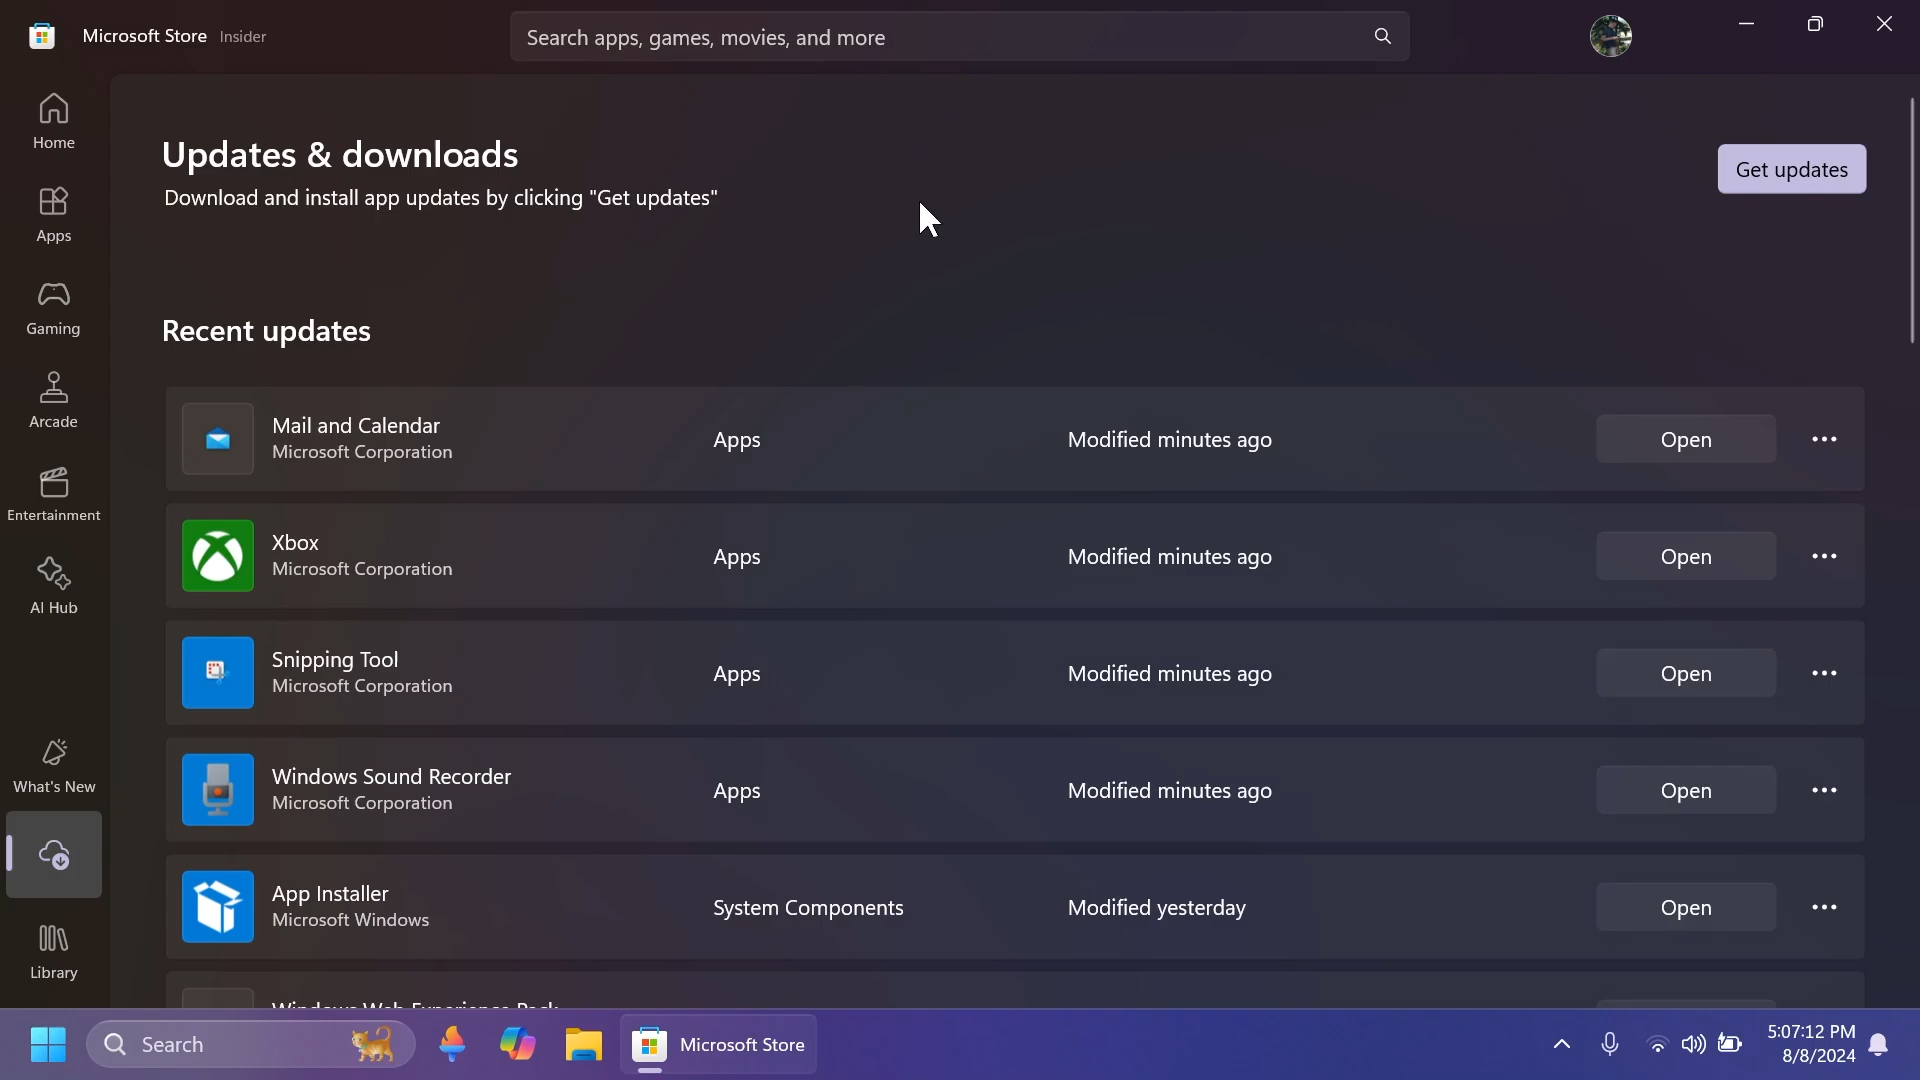 Microsoft Store Insider
Search apps, games, movies, and more
Home
Apps
Gaming
Arcade
Entertainment
AI Hub
What's New
Library
Updates & downloads
Download and install app updates by clicking "Get updates"
Get updates
Recent updates
Mail and Calendar
Microsoft Corporation
Apps
Modified minutes ago
Open
Xbox
Microsoft Corporation
Apps
Modified minutes ago
Open
Snipping Tool
Microsoft Corporation
Apps
Modified minutes ago
Open
Windows Sound Recorder
Microsoft Corporation
Apps
Modified minutes ago
Open
App Installer
Microsoft Windows
System Components
Modified yesterday
Open
Windows Web Experience Pack
Search
Microsoft Store
5:07:12 PM
8/8/2024